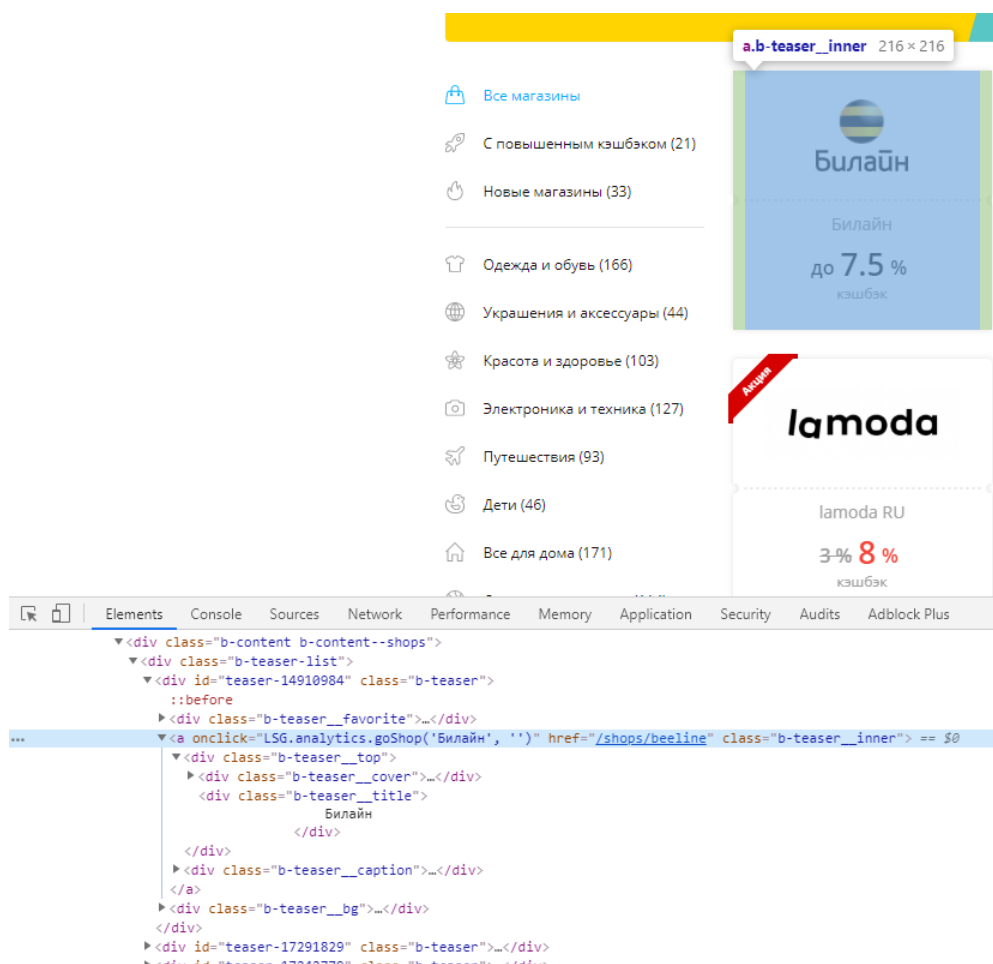 a.b-teaser__inner 216 × 216
Все магазины
С повышенным кэшбэком (21)
Новые магазины (33)
Одежда и обувь (166)
Украшения и аксессуары (44)
Красота и здоровье (103)
Электроника и техника (127)
Путешествия (93)
Дети (46)
Все для дома (171)
Билайн
Билайн
до 7.5 %
кэшбэк
Акция
lamoda
lamoda RU
3 % 8 %
кэшбэк
Elements Console Sources Network Performance Memory Application Security Audits Adblock Plus
▼<div class="b-content b-content--shops">
▼<div class="b-teaser-list">
▼<div id="teaser-14910984" class="b-teaser">
::before
▶<div class="b-teaser__favorite">…</div>
… ▼<a onclick="LSG.analytics.goShop('Билайн', '')" href="/shops/beeline" class="b-teaser__inner"> == $0
▼<div class="b-teaser__top">
▶<div class="b-teaser__cover">…</div>
<div class="b-teaser__title">
Билайн
</div>
</div>
▶<div class="b-teaser__caption">…</div>
</a>
▶<div class="b-teaser__bg">…</div>
</div>
▶<div id="teaser-17291829" class="b-teaser">…</div>